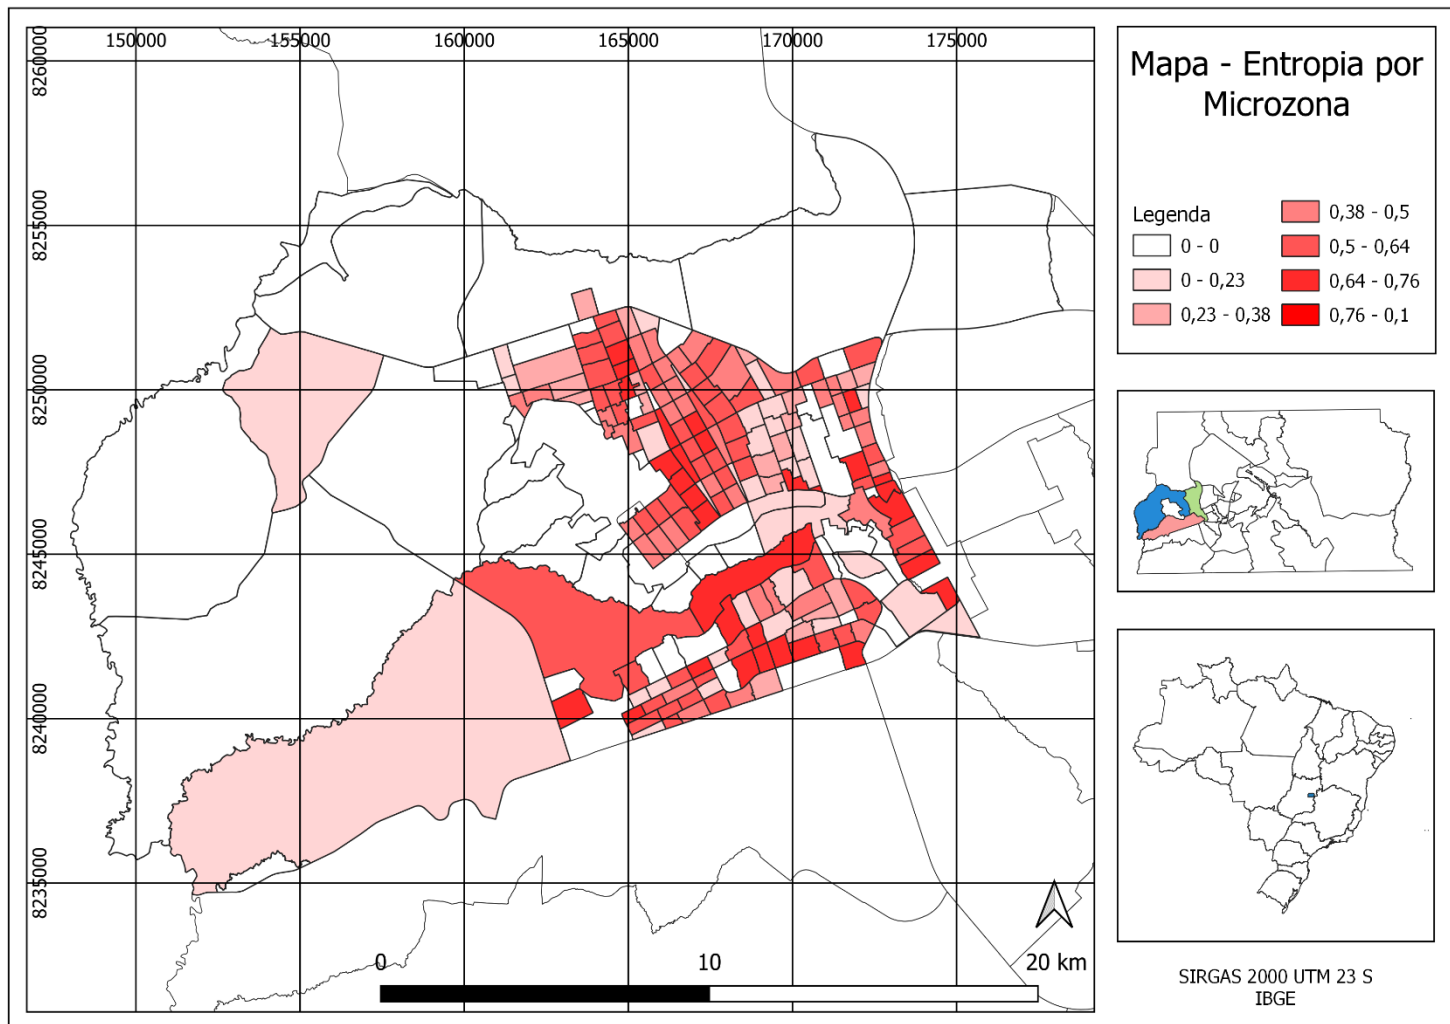 150000 155000 160000 165000 170000 175000
8260000
8255000
8250000
8245000
8240000
8235000
0 10 20 km
Mapa - Entropia por
Microzona
Legenda
0 - 0
0 - 0,23
0,23 - 0,38
0,38 - 0,5
0,5 - 0,64
0,64 - 0,76
0,76 - 0,1
SIRGAS 2000 UTM 23 S
IBGE